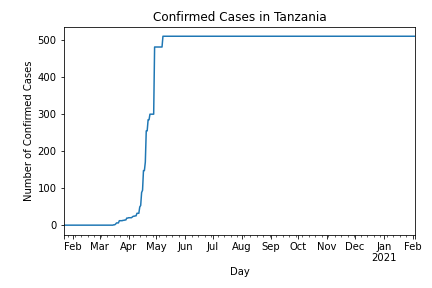 Confirmed Cases in Tanzania
500
400
300
200
100
0
Number of Confirmed Cases
Feb Mar Apr May Jun Jul Aug Sep Oct Nov Dec Jan Feb
2021
Day